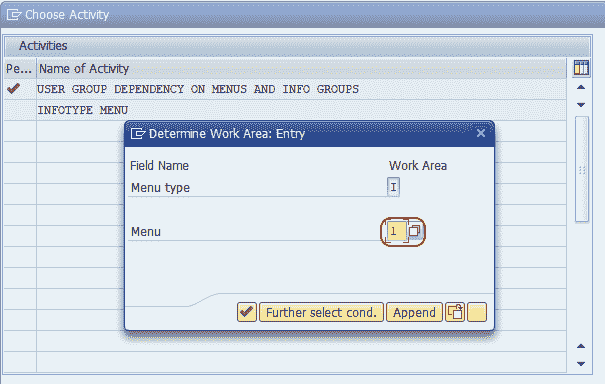 Choose Activity
Activities
Pe... Name of Activity
USER GROUP DEPENDENCY ON MENUS AND INFO GROUPS
INFOTYPE MENU
Determine Work Area: Entry
Field Name Work Area
Menu type I
Menu 1
Further select cond. Append